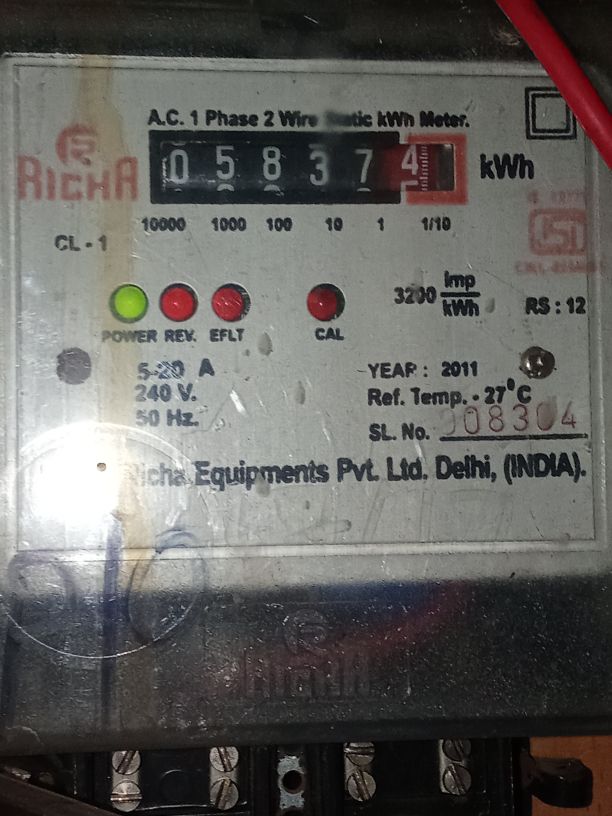 A.C. 1 Phase 2 Wire Static kWh Meter.
RICHA
0 5 8 3 7 4 kWh
10000 1000 100 10 1 1/10
CL - 1
3200 imp/kWh
RS : 12
POWER REV. EFLT CAL
5-20 A
240 V.
50 Hz.
YEAR : 2011
Ref. Temp. - 27°C
SL. No. 08304
Richa Equipments Pvt. Ltd. Delhi, (INDIA).
RICHA